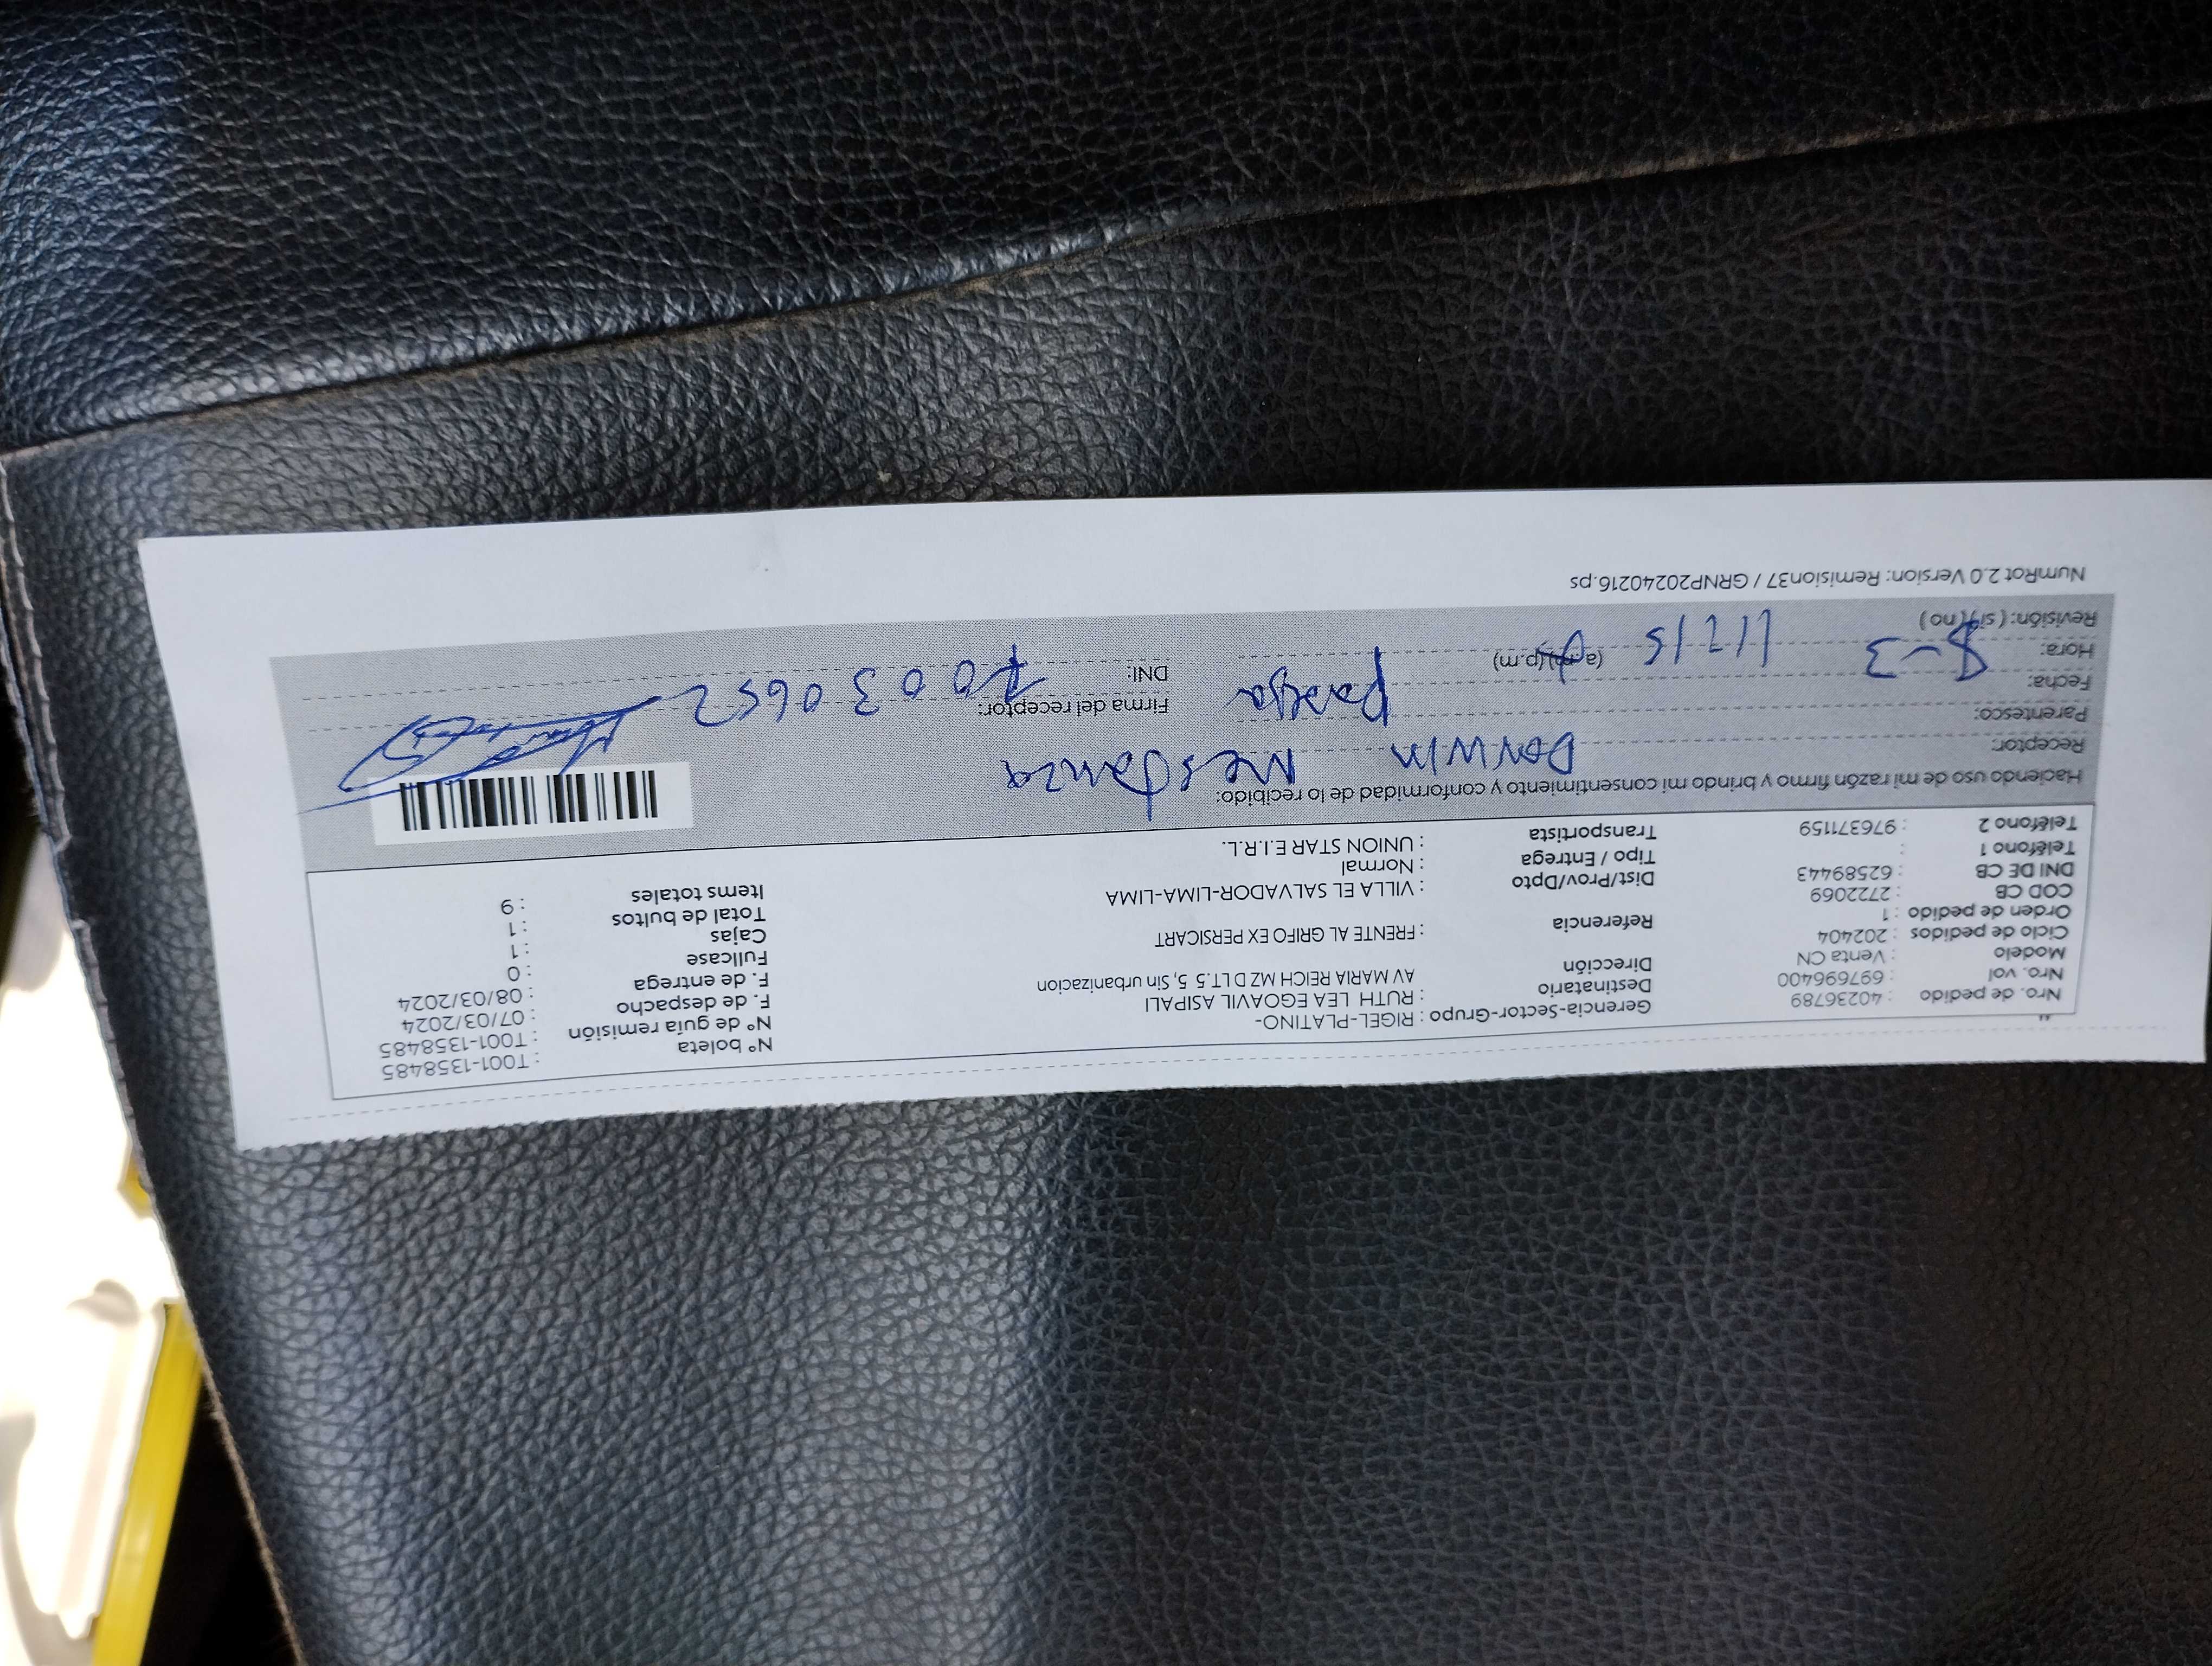 Nro. de pedido : 40236789
Nro. vol : 697696400
Modelo : Venta CN
Ciclo de pedidos : 202404
Orden de pedido : 1
COD CB : 2722069
DNI DE CB : 62589443
Teléfono 1 :
Teléfono 2 : 976371159
Gerencia-Sector-Grupo : RIGEL-PLATINO-
Destinatario : RUTH LEA EGOAVIL ASIPALI
Dirección AV MARIA REICH MZ D LT. 5 5, Sin urbanizacion
Referencia : FRENTE AL GRIFO EX PERSICART
Dist/Prov/Dpto : VILLA EL SALVADOR-LIMA-LIMA
Tipo / Entrega : Normal
Transportista : UNION STAR E.I.R.L.
N° boleta : T001-1358485
N° de guía remisión : T001-1358485
F. de despacho : 07/03/2024
F. de entrega : 08/03/2024
Fullcase : 0
Cajas : 1
Total de bultos : 1
Items totales : 9
Haciendo uso de mi razón firmo y brindo mi consentimiento y conformidad de lo recibido:
Receptor: Darwin Mestanza
Parentesco: Pareja
Fecha: 8-3
Hora: 11215 (a.m)(p.m)
Revisión: ( si )( no )
Firma del receptor:
DNI: 70030652
NumRot 2.0 Version: Remision37 / GRNP20240216.ps